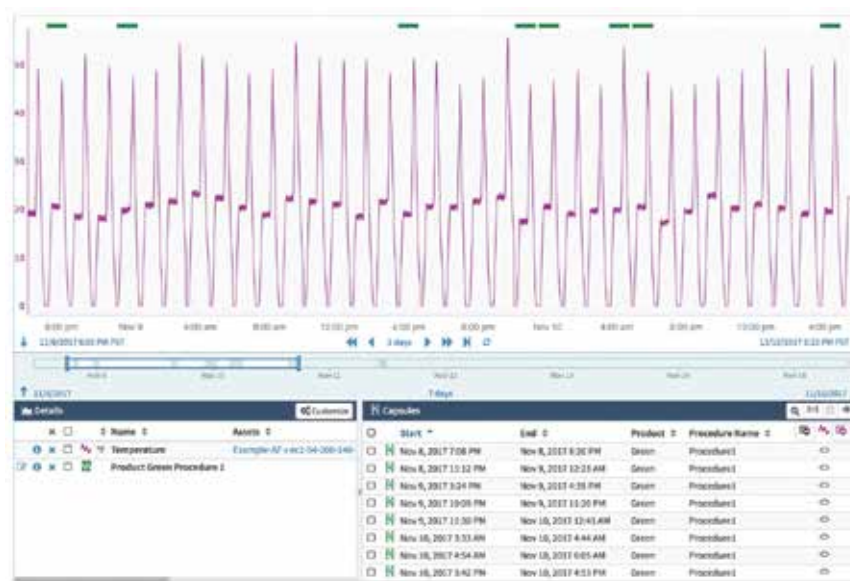 50
40
30
20
10
0
8:00 pm Nov 9 4:00 am 8:00 am 12:00 pm 4:00 pm 8:00 pm Nov 10 4:00 am 8:00 am 12:00 pm 4:00 pm
3 days
7 days
Details Customize
Name Assets
Temperature
Product Green Procedure 1
Capsules
Start End Product Procedure Name
Nov 8, 2017 7:08 PM Green Procedure1
Nov 8, 2017 11:12 PM Nov 9, 2017 12:25 AM Green Procedure1
Nov 9, 2017 3:24 PM Nov 9, 2017 4:35 PM Green Procedure1
Nov 9, 2017 10:09 PM Nov 9, 2017 11:20 PM Green Procedure1
Nov 9, 2017 11:30 PM Nov 10, 2017 12:43 AM Green Procedure1
Nov 10, 2017 3:33 AM Nov 10, 2017 4:44 AM Green Procedure1
Nov 10, 2017 4:54 AM Nov 10, 2017 6:05 AM Green Procedure1
Nov 10, 2017 3:42 PM Nov 10, 2017 4:53 PM Green Procedure1